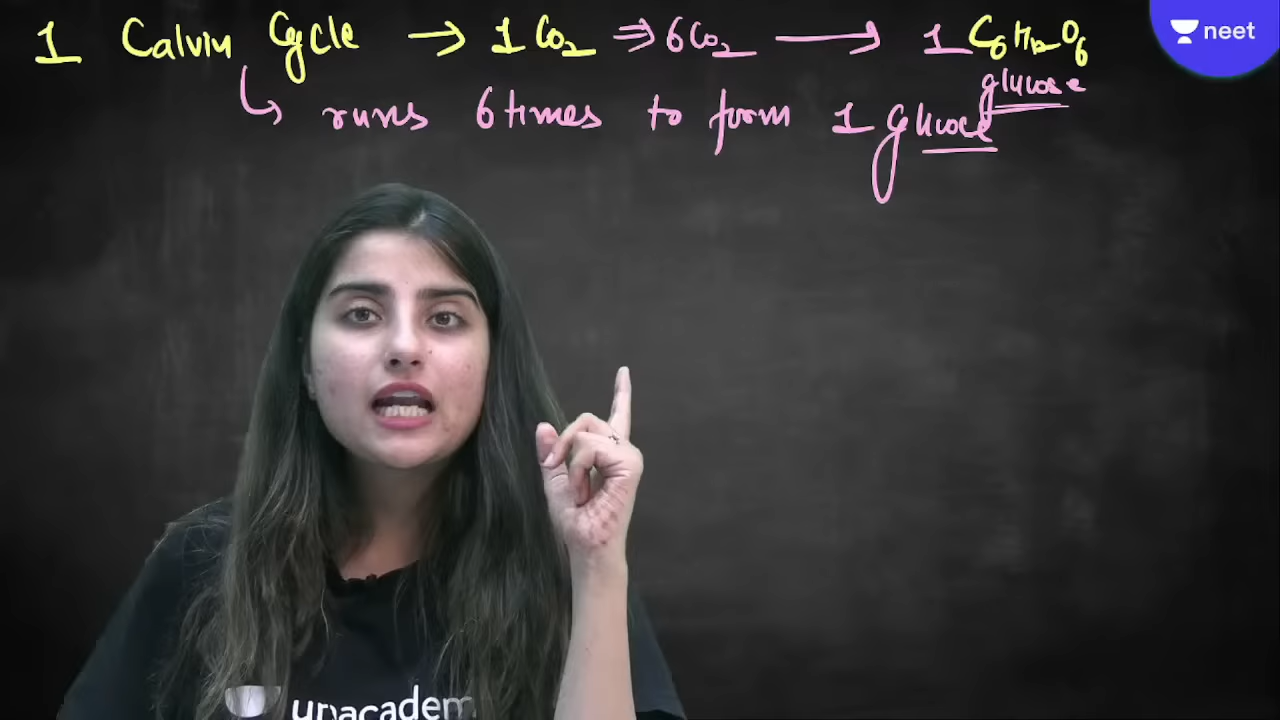 1 Calvin Cycle → 1 CO₂ ⇒ 6CO₂ → 1 C₆H₁₂O₆
glucose
↳ runs 6 times to form 1 glucose
neet
unacadem